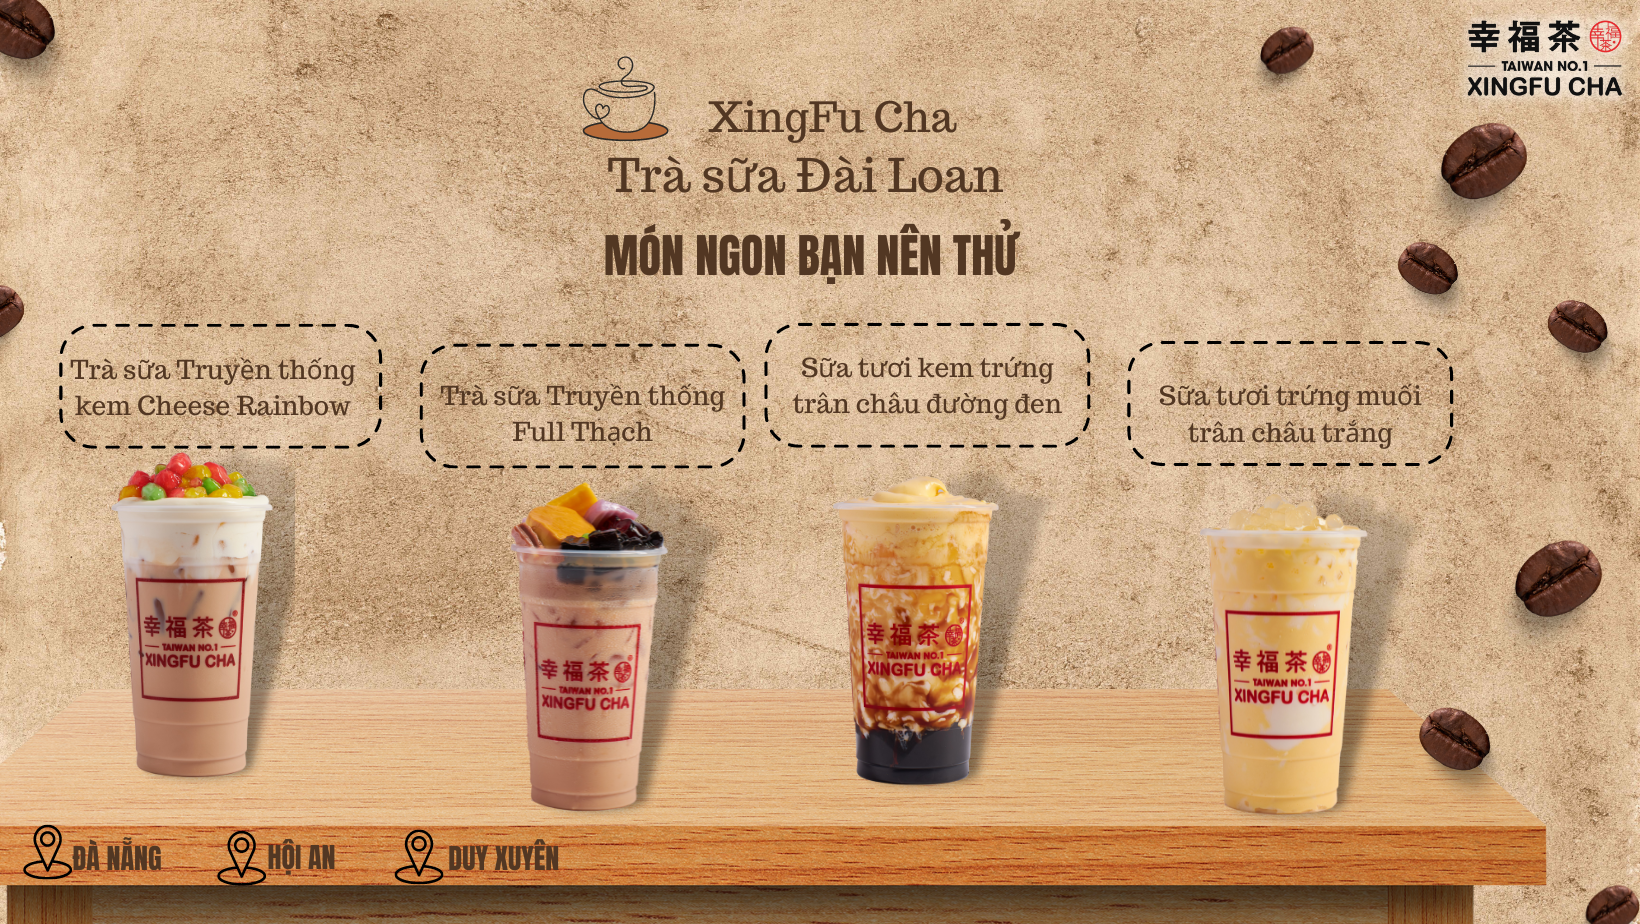 幸福茶
TAIWAN NO.1
XINGFU CHA
XingFu Cha
Trà sữa Đài Loan
MÓN NGON BẠN NÊN THỬ
Trà sữa Truyền thống
kem Cheese Rainbow
Trà sữa Truyền thống
Full Thạch
Sữa tươi kem trứng
trân châu đường đen
Sữa tươi trứng muối
trân châu trắng
幸福茶
TAIWAN NO.1
XINGFU CHA
幸福茶
TAIWAN NO.1
XINGFU CHA
幸福茶
TAIWAN NO.1
XINGFU CHA
幸福茶
TAIWAN NO.1
XINGFU CHA
ĐÀ NẴNG
HỘI AN
DUY XUYÊN